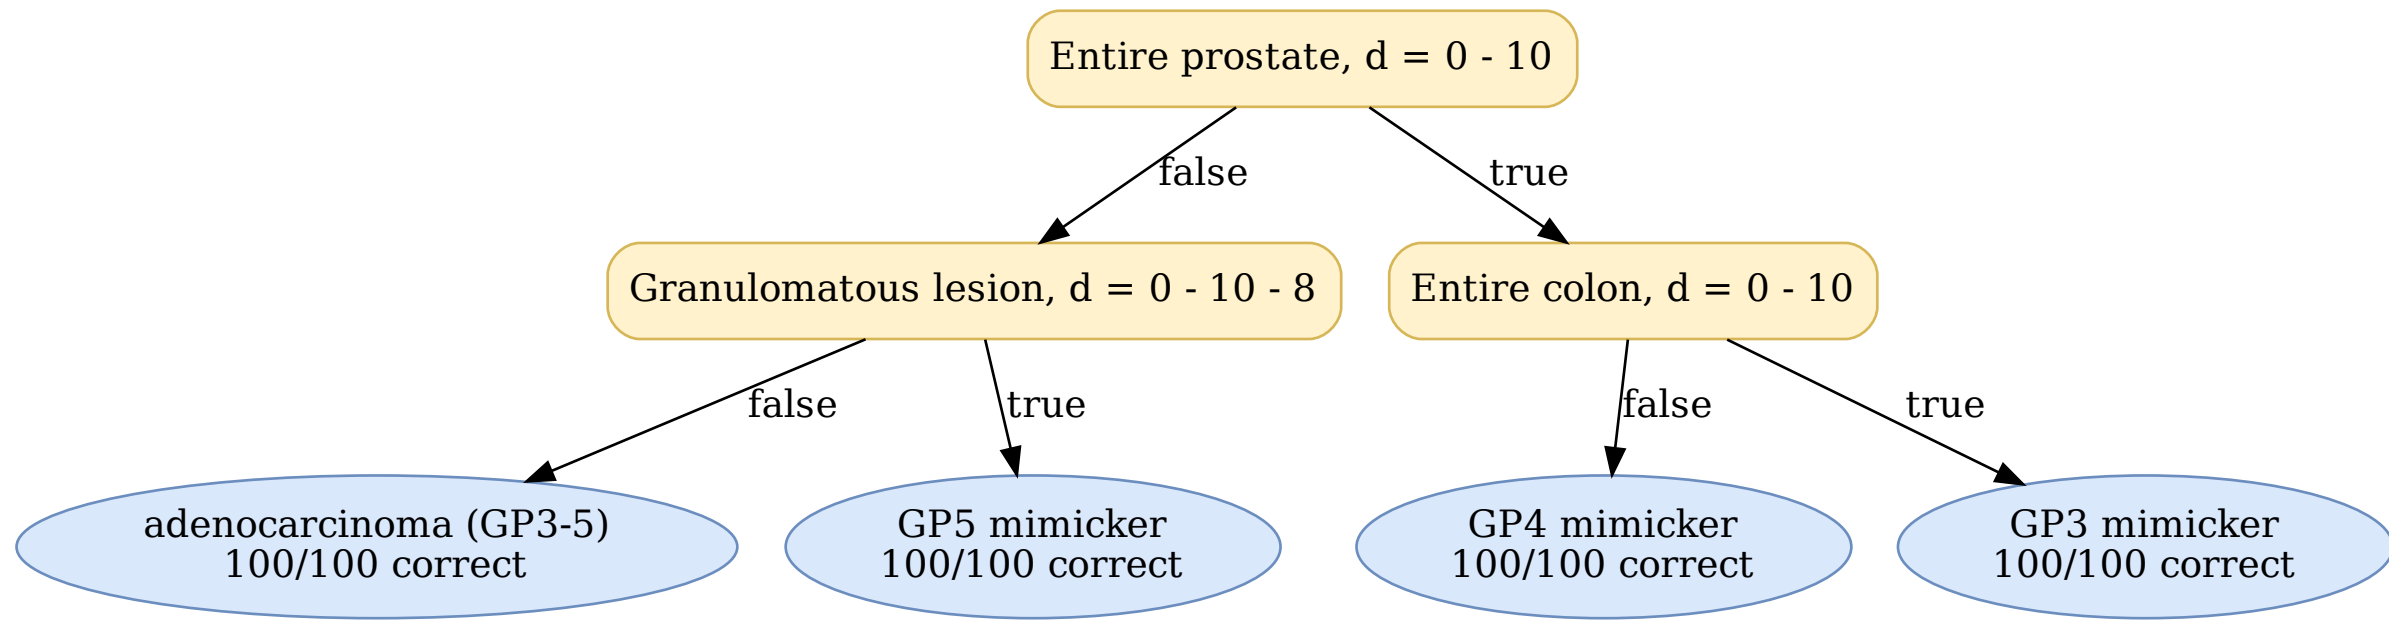 Entire prostate, d = 0 - 10
false
true
Granulomatous lesion, d = 0 - 10 - 8
Entire colon, d = 0 - 10
false
true
false
true
adenocarcinoma (GP3-5)
100/100 correct
GP5 mimicker
100/100 correct
GP4 mimicker
100/100 correct
GP3 mimicker
100/100 correct